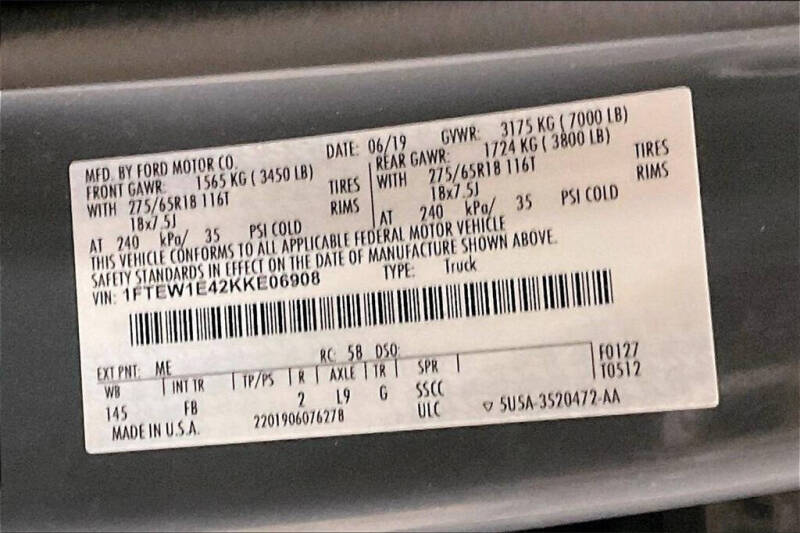 MFD. BY FORD MOTOR CO. DATE: 06/19 GVWR: 3175 KG ( 7000 LB)
FRONT GAWR: 1565 KG ( 3450 LB) REAR GAWR: 1724 KG ( 3800 LB)
WITH 275/65R18 116T TIRES WITH 275/65R18 116T TIRES
18x7.5J RIMS 18x7.5J RIMS
AT 240 kPa/ 35 PSI COLD AT 240 kPa/ 35 PSI COLD
THIS VEHICLE CONFORMS TO ALL APPLICABLE FEDERAL MOTOR VEHICLE
SAFETY STANDARDS IN EFFECT ON THE DATE OF MANUFACTURE SHOWN ABOVE.
VIN: 1FTEW1E42KKE06908 TYPE: Truck
EXT PNT: ME RC: 58 DSO:
WB INT TR TP/PS R AXLE TR SPR F0127
145 FB 2 L9 G SSCC T0512
MADE IN U.S.A. 2201906076278 ULC ▽ 5U5A-3520472-AA